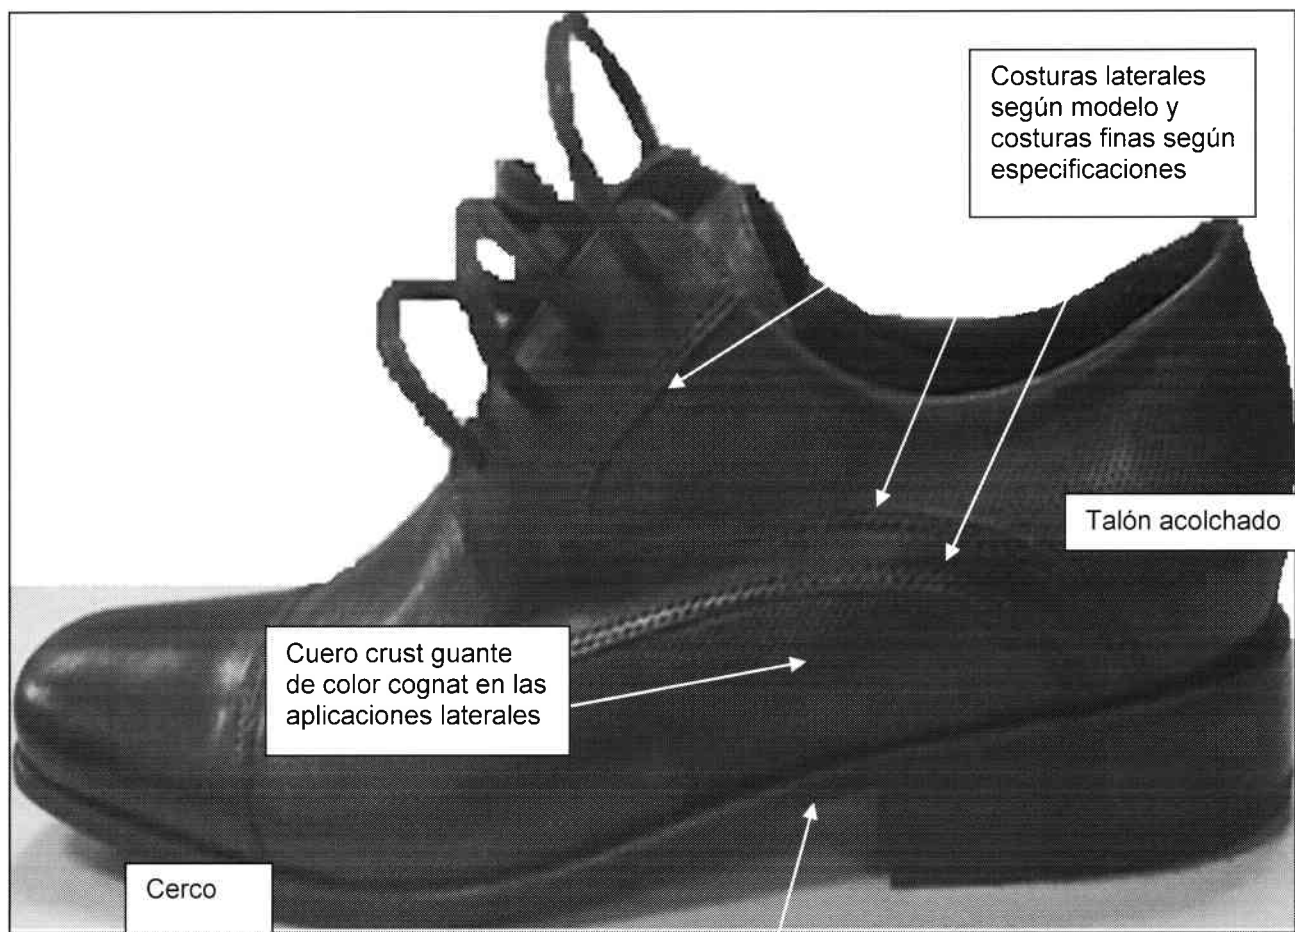 Costuras laterales
según modelo y
costuras finas según
especificaciones
Talón acolchado
Cuero crust guante
de color cognat en las
aplicaciones laterales
Cerco